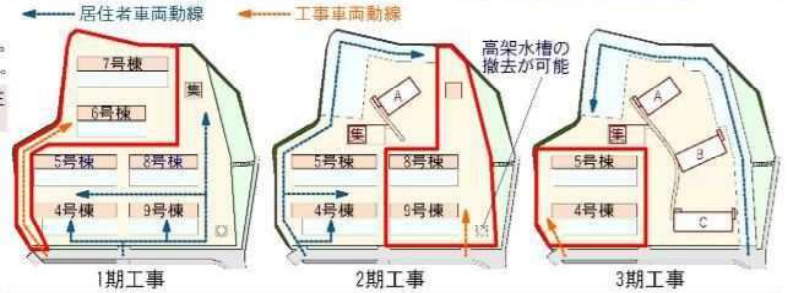 居住者車両動線
工事車両動線
7号棟
6号棟
集
5号棟
8号棟
4号棟
9号棟
1期工事
高架水槽の
撤去が可能
A
集
5号棟
8号棟
4号棟
9号棟
2期工事
A
集
B
5号棟
4号棟
C
3期工事